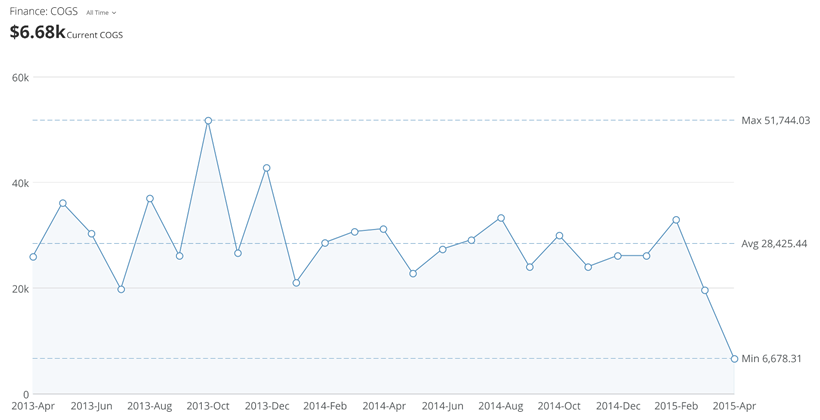 Finance: COGS All Time
$6.68k Current COGS
60k
Max 51,744.03
40k
Avg 28,425.44
20k
Min 6,678.31
0
2013-Apr 2013-Jun 2013-Aug 2013-Oct 2013-Dec 2014-Feb 2014-Apr 2014-Jun 2014-Aug 2014-Oct 2014-Dec 2015-Feb 2015-Apr